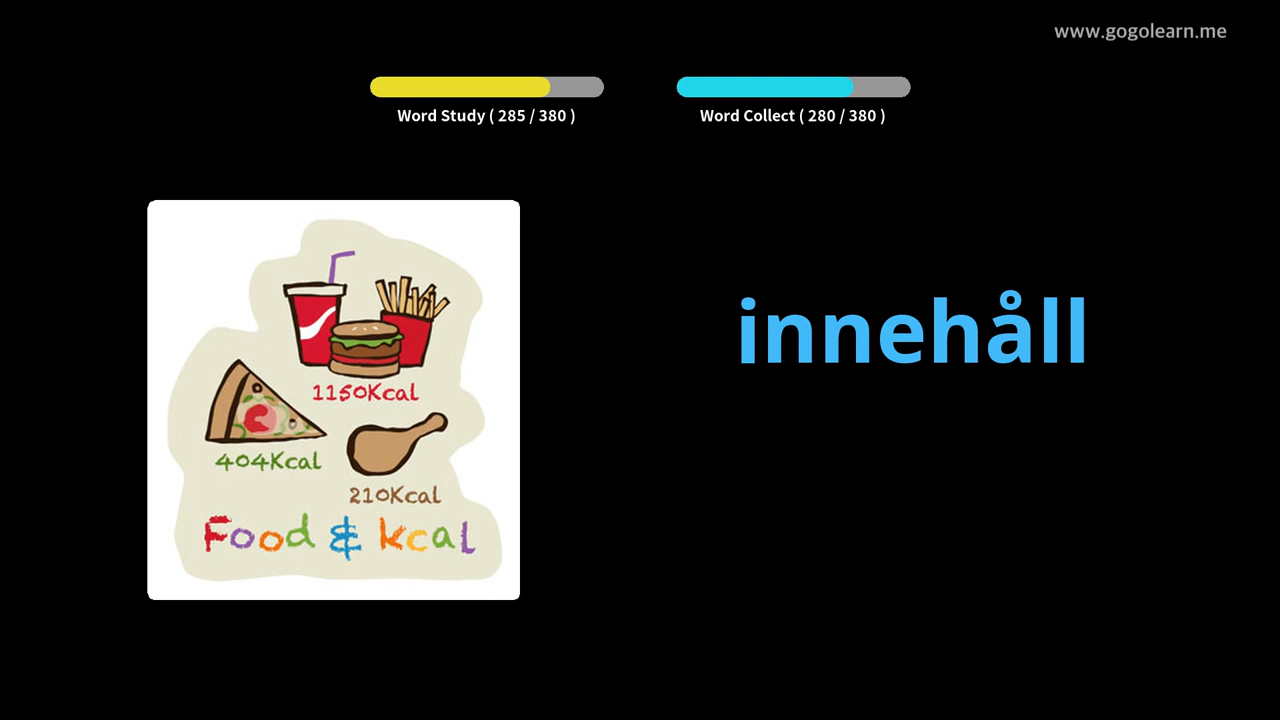 www.gogolearn.me
Word Study ( 285 / 380 )
Word Collect ( 280 / 380 )
innehåll
1150Kcal
404Kcal
210Kcal
Food & kcal